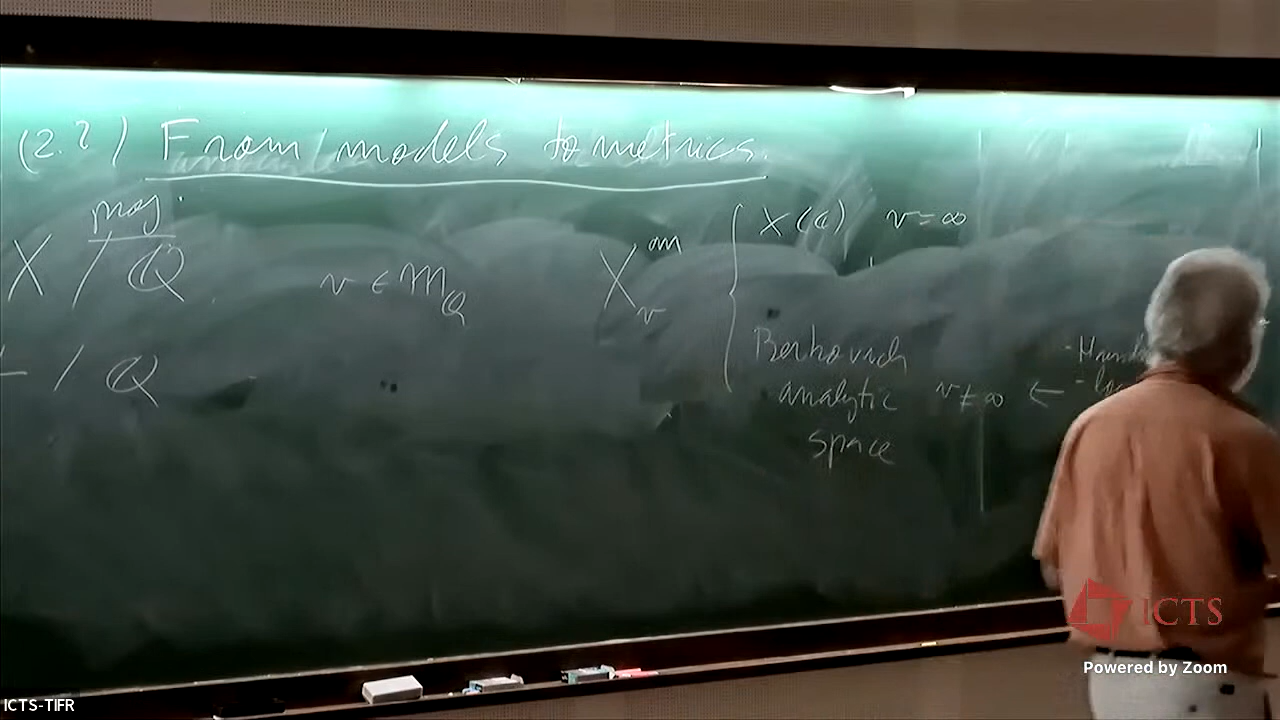 (2.2) From models to metrics.
proj.
X / Q
v ∈ M_Q
X_v^an { X(C) v = ∞
Berkovich
analytic v ≠ ∞ ←
space
/ Q
ICTS
Powered by Zoom
ICTS-TIFR